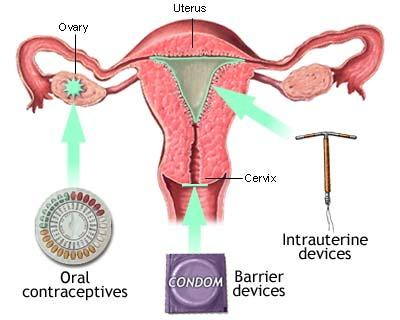 Uterus
Ovary
Cervix
Oral
contraceptives
CONDOM
Barrier
devices
Intrauterine
devices